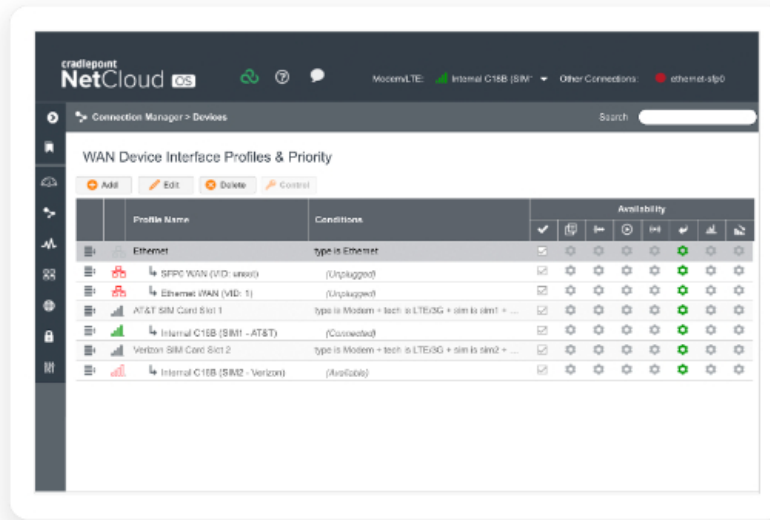 cradlepoint
NetCloud OS
Modem/LTE: Internal C18B (SIM1 Other Connections: ethernet-sfp0
Connection Manager > Devices Search
WAN Device Interface Profiles & Priority
Add Edit Delete Control
Availability
Profile Name Conditions
Ethernet type is Ethernet
SFP0 WAN (VID: unset) (Unplugged)
Ethernet WAN (VID: 1) (Unplugged)
AT&T SIM Card Slot 1 type is Modem + tech is LTE/3G + sim is sim1 + ...
Internal C18B (SIM1 - AT&T) (Connected)
Verizon SIM Card Slot 2 type is Modem + tech is LTE/3G + sim is sim2 + ...
Internal C18B (SIM2 - Verizon) (Available)